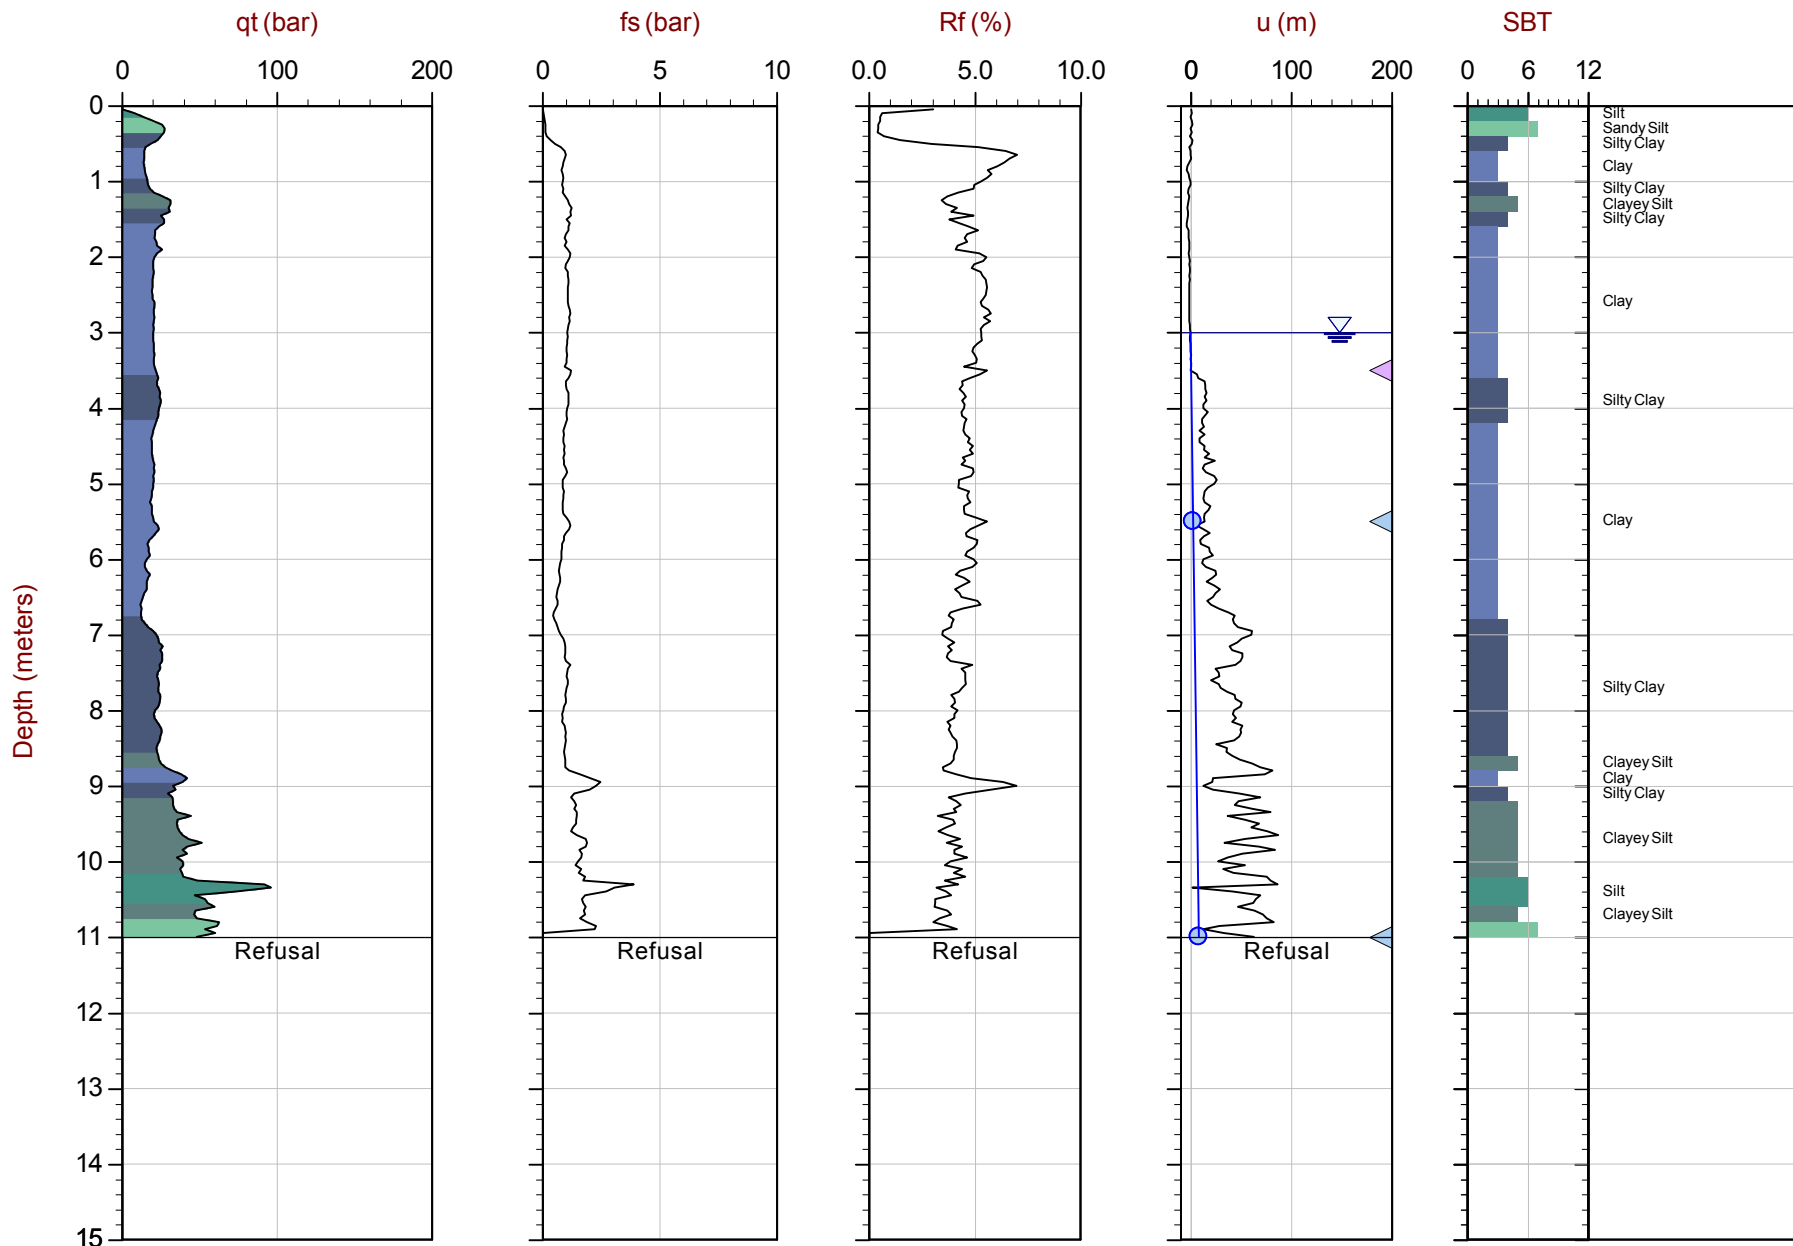 qt (bar) fs (bar) Rf (%) u (m) SBT
0 100 200 0 5 10 0.0 5.0 10.0 0 100 200 0 6 12
0
Silt
Sandy Silt
Silty Clay
Clay
1
Silty Clay
Clayey Silt
Silty Clay
2
Clay
3
Silty Clay
4
5
Clay
6
7
Silty Clay
8
Clayey Silt
Clay
9
Silty Clay
Clayey Silt
10
Silt
Clayey Silt
11
Refusal Refusal Refusal Refusal
12
13
14
15
Depth (meters)